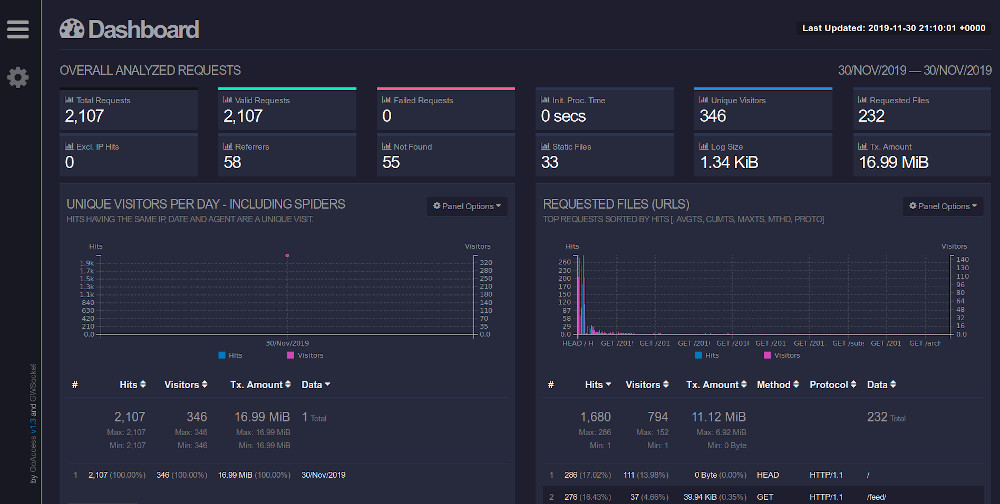 Dashboard
Last Updated: 2019-11-30 21:10:01 +0000
OVERALL ANALYZED REQUESTS
30/NOV/2019 — 30/NOV/2019
Total Requests
2,107
Valid Requests
2,107
Failed Requests
0
Init. Proc. Time
0 secs
Unique Visitors
346
Requested Files
232
Excl. IP Hits
0
Referrers
58
Not Found
55
Static Files
33
Log Size
1.34 KiB
Tx. Amount
16.99 MiB
UNIQUE VISITORS PER DAY - INCLUDING SPIDERS
Panel Options
HITS HAVING THE SAME IP, DATE AND AGENT ARE A UNIQUE VISIT.
Hits
Visitors
1.9k
1.7k
1.5k
1.3k
1.1k
840
630
420
210
0.0
320
280
250
210
180
140
110
70
35
0.0
30/Nov/2019
Hits
Visitors
# Hits Visitors Tx. Amount Data
2,107 346 16.99 MiB 1 Total
Max: 2,107 Max: 346 Max: 16.99 MiB
Min: 2,107 Min: 346 Min: 16.99 MiB
1 2,107 (100.00%) 346 (100.00%) 16.99 MiB (100.00%) 30/Nov/2019
REQUESTED FILES (URLS)
Panel Options
TOP REQUESTS SORTED BY HITS [, AVGTS, CUMTS, MAXTS, MTHD, PROTO]
Hits
Visitors
260
230
200
170
150
120
87
58
29
0.0
140
130
110
96
80
64
48
32
16
0.0
HEAD / H GET /201 GET /201 GET /201 GET /201 GET /201 GET /201 GET /sub GET /201 GET /arch
Hits
Visitors
# Hits Visitors Tx. Amount Method Protocol Data
1,680 794 11.12 MiB 232 Total
Max: 286 Max: 152 Max: 6.92 MiB
Min: 1 Min: 1 Min: 0 Byte
1 286 (17.02%) 111 (13.98%) 0 Byte (0.00%) HEAD HTTP/1.1 /
2 276 (16.43%) 37 (4.66%) 39.94 KiB (0.35%) GET HTTP/1.1 /feed/
by GoAccess v1.3 and GWSocket